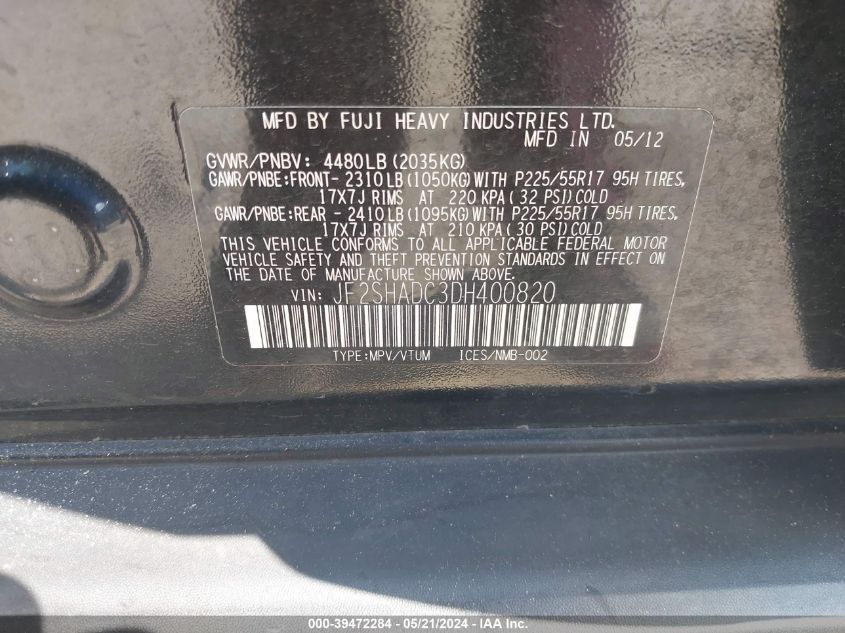 MFD BY FUJI HEAVY INDUSTRIES LTD.
MFD IN 05/12
GVWR/PNBV: 4480LB (2035KG)
GAWR/PNBE:FRONT- 2310LB (1050KG) WITH P225/55R17 95H TIRES,
17X7J RIMS AT 220 KPA( 32 PSI) COLD
GAWR/PNBE:REAR - 2410LB (1095KG) WITH P225/55R17 95H TIRES,
17X7J RIMS AT 210 KPA( 30 PSI) COLD
THIS VEHICLE CONFORMS TO ALL APPLICABLE FEDERAL MOTOR
VEHICLE SAFETY AND THEFT PREVENTION STANDARDS IN EFFECT ON
THE DATE OF MANUFACTURE SHOWN ABOVE.
VIN: JF2SHADC3DH400820
TYPE:MPV/VTUM ICES/NMB-002
000-39472284 - 05/21/2024 - IAA Inc.